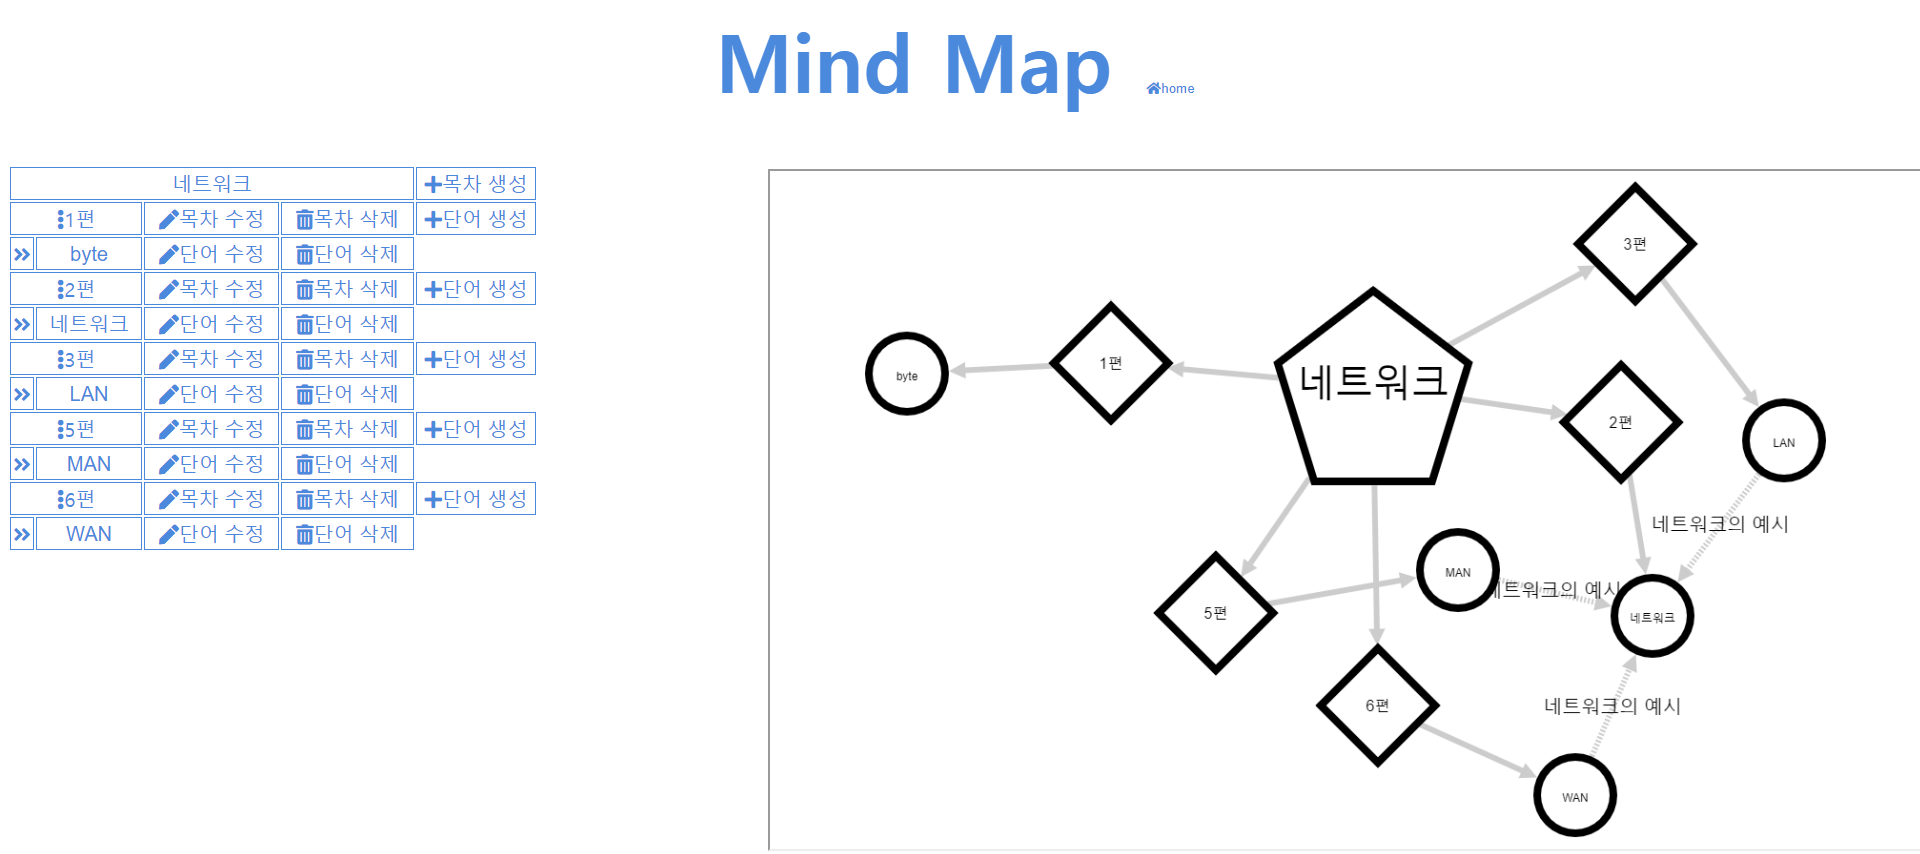 Mind Map home
네트워크 목차 생성
1편 목차 수정 목차 삭제 단어 생성
byte 단어 수정 단어 삭제
2편 목차 수정 목차 삭제 단어 생성
네트워크 단어 수정 단어 삭제
3편 목차 수정 목차 삭제 단어 생성
LAN 단어 수정 단어 삭제
5편 목차 수정 목차 삭제 단어 생성
MAN 단어 수정 단어 삭제
6편 목차 수정 목차 삭제 단어 생성
WAN 단어 수정 단어 삭제
3편
1편
byte
네트워크
2편
LAN
네트워크의 예시
MAN
네트워크의 예시
5편
네트워크
6편
네트워크의 예시
WAN